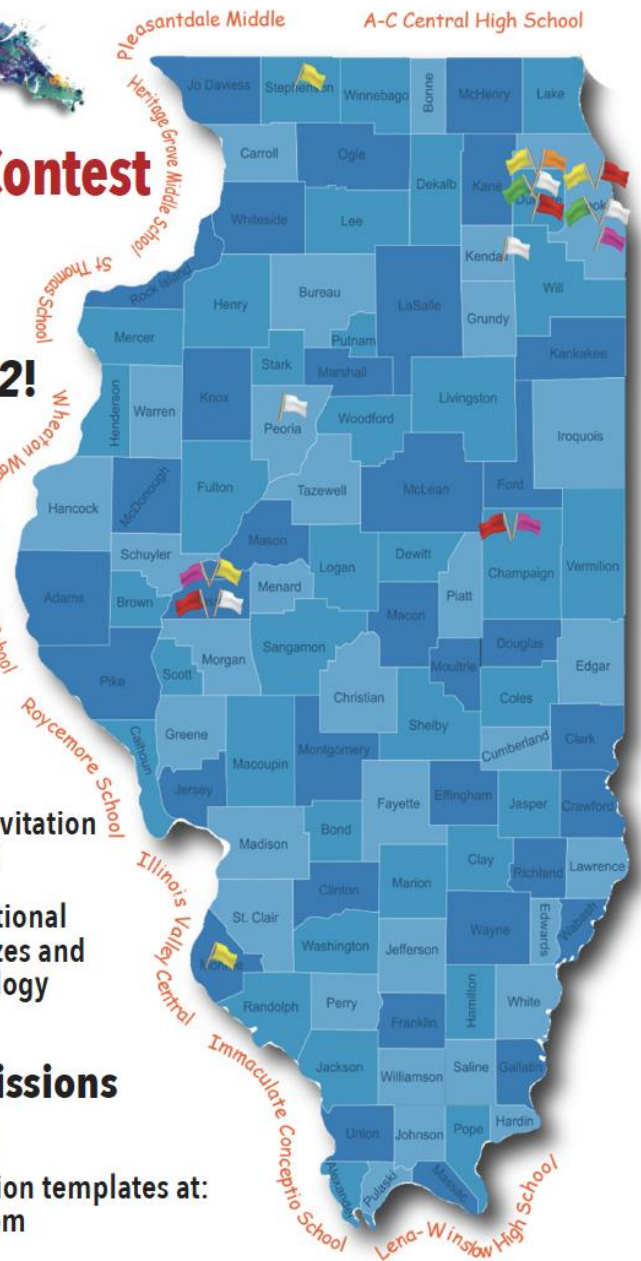 Pleasantdale Middle
A-C Central High School
Heritage Grove Middle School
St Thomas School
Wheaton Wa
chool
Roycemore School
Illinois Valley Central
Immaculate Conceptio School
Lena-Winslow High School
Contest
2!
vitation
tional
zes and
logy
issions
ion templates at:
om
Jo Daviess
Stephenson
Winnebago
Bonne
McHenry
Lake
Carroll
Ogle
Dekalb
Kane
Du
ook
Whiteside
Lee
Kendall
Rock Island
Henry
Bureau
LaSalle
Will
Grundy
Mercer
Putnam
Kankakee
Stark
Marshall
Henderson
Warren
Knox
Peoria
Woodford
Livingston
Iroquois
Hancock
McDonough
Fulton
Tazewell
McLean
Ford
Schuyler
Mason
Logan
Dewitt
Champaign
Vermilion
Adams
Brown
Menard
Piatt
Macon
Pike
Scott
Morgan
Sangamon
Moultrie
Douglas
Edgar
Christian
Coles
Calhoun
Greene
Macoupin
Montgomery
Shelby
Cumberland
Clark
Jersey
Fayette
Effingham
Jasper
Crawford
Madison
Bond
Clay
Richland
Lawrence
Clinton
Marion
St. Clair
Wayne
Edwards
Wabash
Washington
Jefferson
Randolph
Perry
Hamilton
White
Franklin
Jackson
Williamson
Saline
Gallatin
Union
Johnson
Pope
Hardin
Alexander
Pulaski
Massac